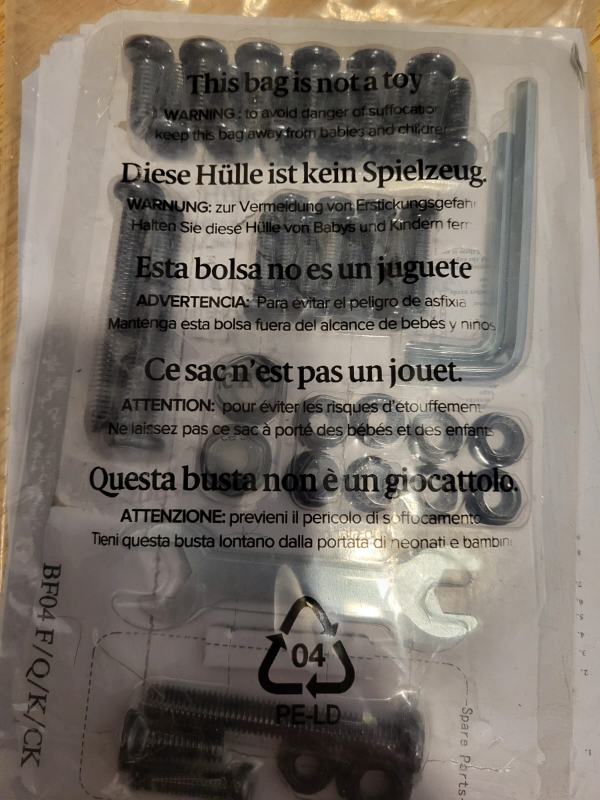 This bag is not a toy
WARNING: to avoid danger of suffocation
keep this bag away from babies and children
Diese Hülle ist kein Spielzeug.
WARNUNG: zur Vermeidung von Erstickungsgefahr
Halten Sie diese Hülle von Babys und Kindern fern
Esta bolsa no es un juguete
ADVERTENCIA: Para évitar el peligro de asfixia
Mantenga esta bolsa fuera del alcance de bebés y niños
Ce sac n'est pas un jouet.
ATTENTION: pour éviter les risques d'étouffement
Ne laissez pas ce sac à porté des bébés et des enfants
Questa busta non è un giocattolo.
ATTENZIONE: previeni il pericolo di soffocamento
Tieni questa busta lontano dalla portata di neonati e bambini
BF04 F/Q/K/CK
04
PE-LD
Spare Parts